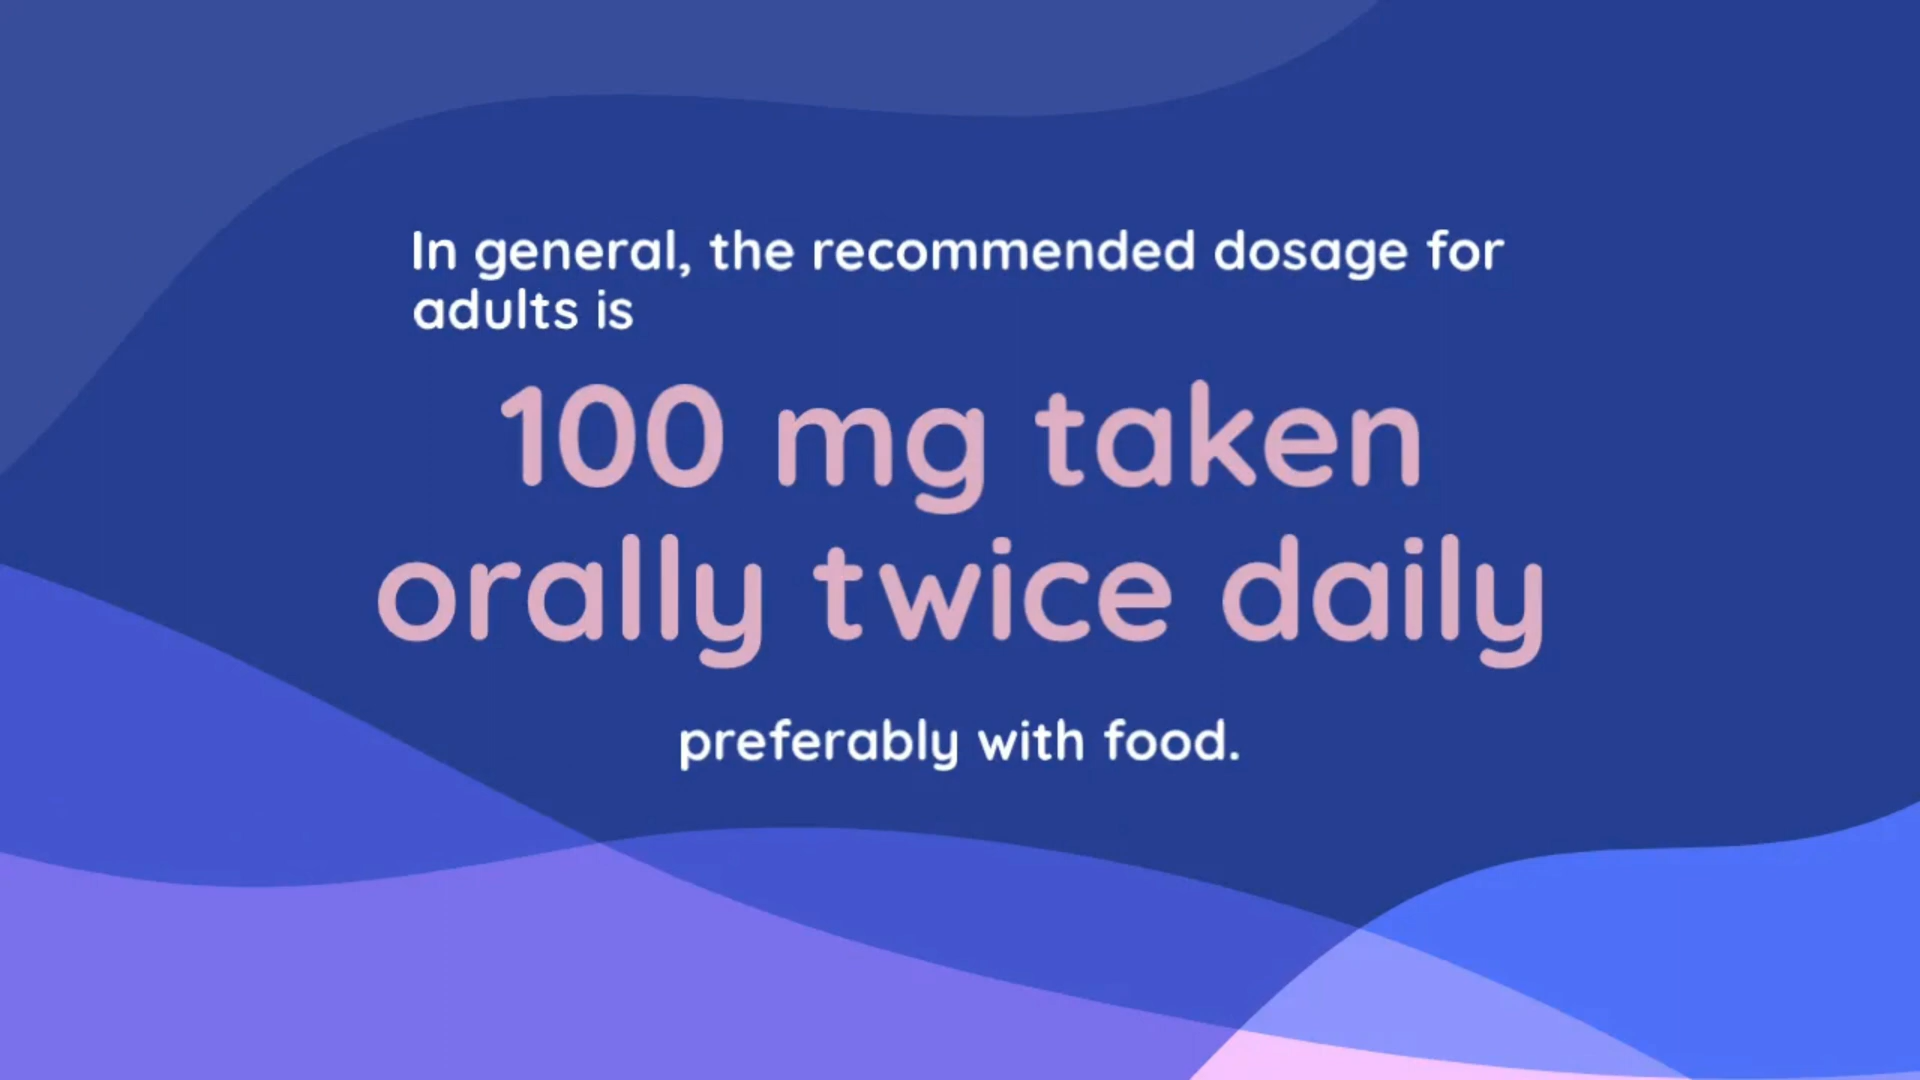 In general, the recommended dosage for
adults is
100 mg taken
orally twice daily
preferably with food.